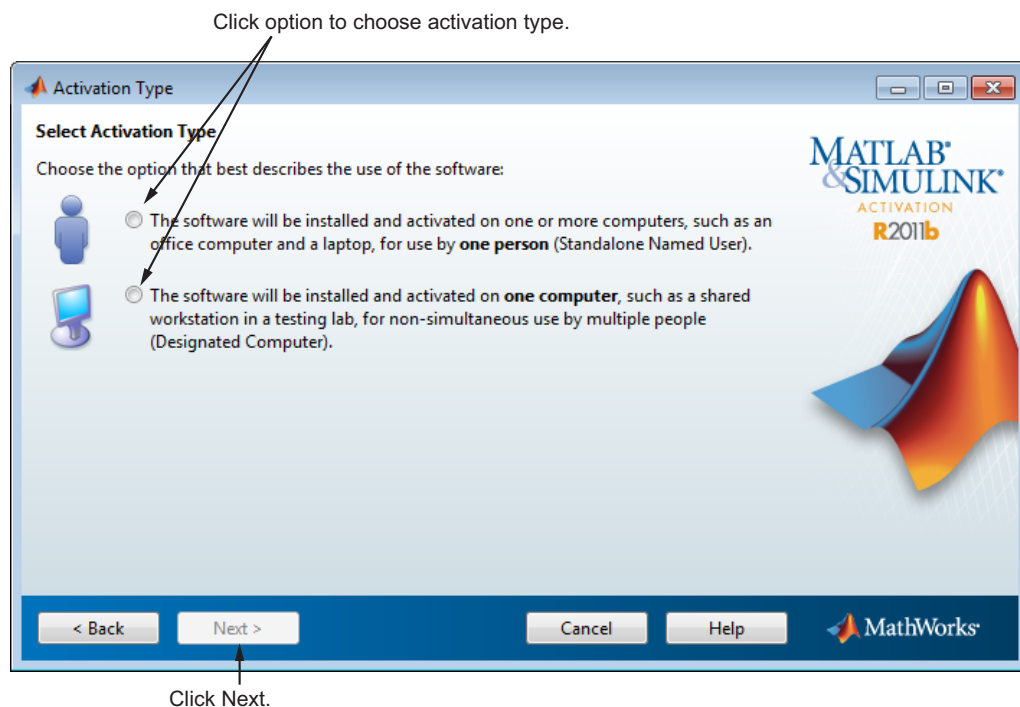 Click option to choose activation type.
Activation Type
Select Activation Type
Choose the option that best describes the use of the software:
The software will be installed and activated on one or more computers, such as an
office computer and a laptop, for use by one person (Standalone Named User).
The software will be installed and activated on one computer, such as a shared
workstation in a testing lab, for non-simultaneous use by multiple people
(Designated Computer).
MATLAB®
&SIMULINK®
ACTIVATION
R2011b
< Back
Next >
Cancel
Help
MathWorks®
Click Next.